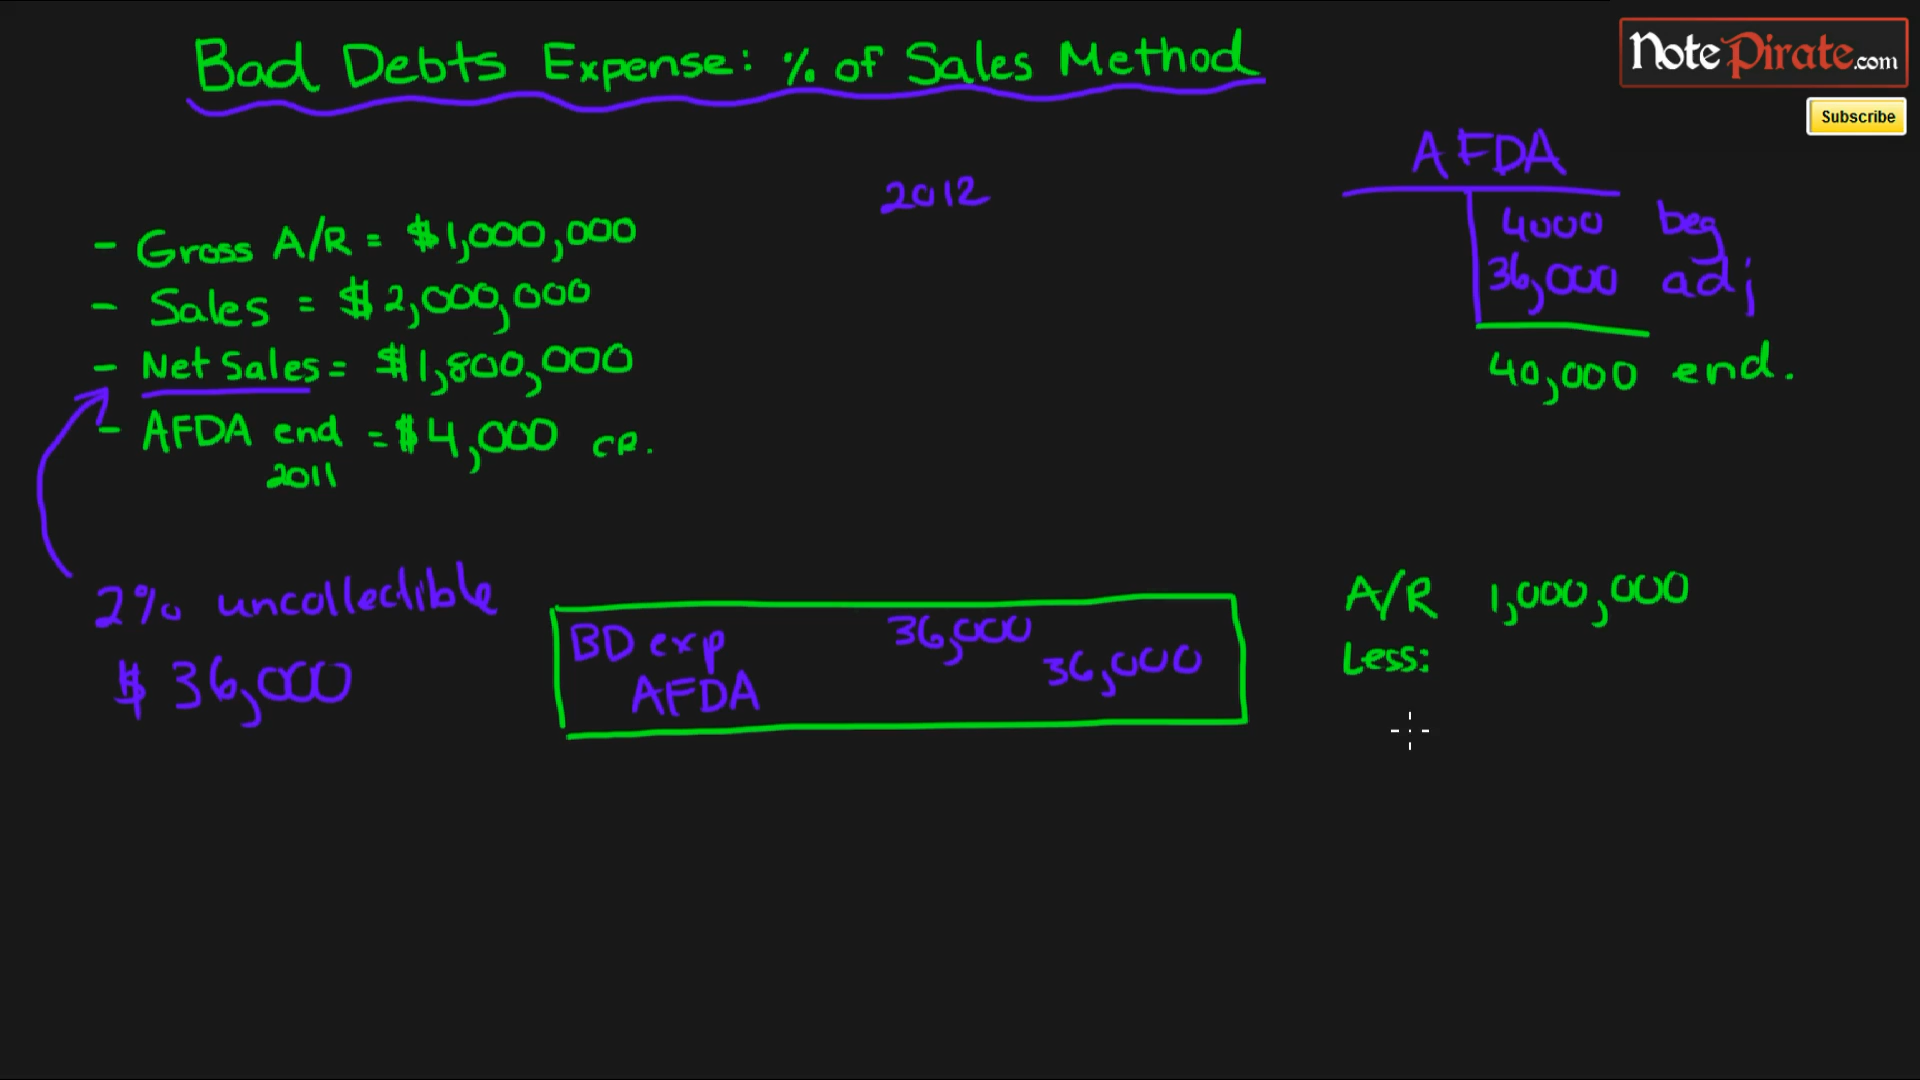 Bad Debts Expense: % of Sales Method
NotePirate.com
Subscribe
2012
- Gross A/R = $1,000,000
- Sales = $2,000,000
- Net Sales = $1,800,000
- AFDA end = $4,000 CR.
2011
AFDA
4000 beg
36,000 adj
40,000 end.
2% uncollectible
$36,000
BD exp 36,000
AFDA 36,000
A/R 1,000,000
Less: